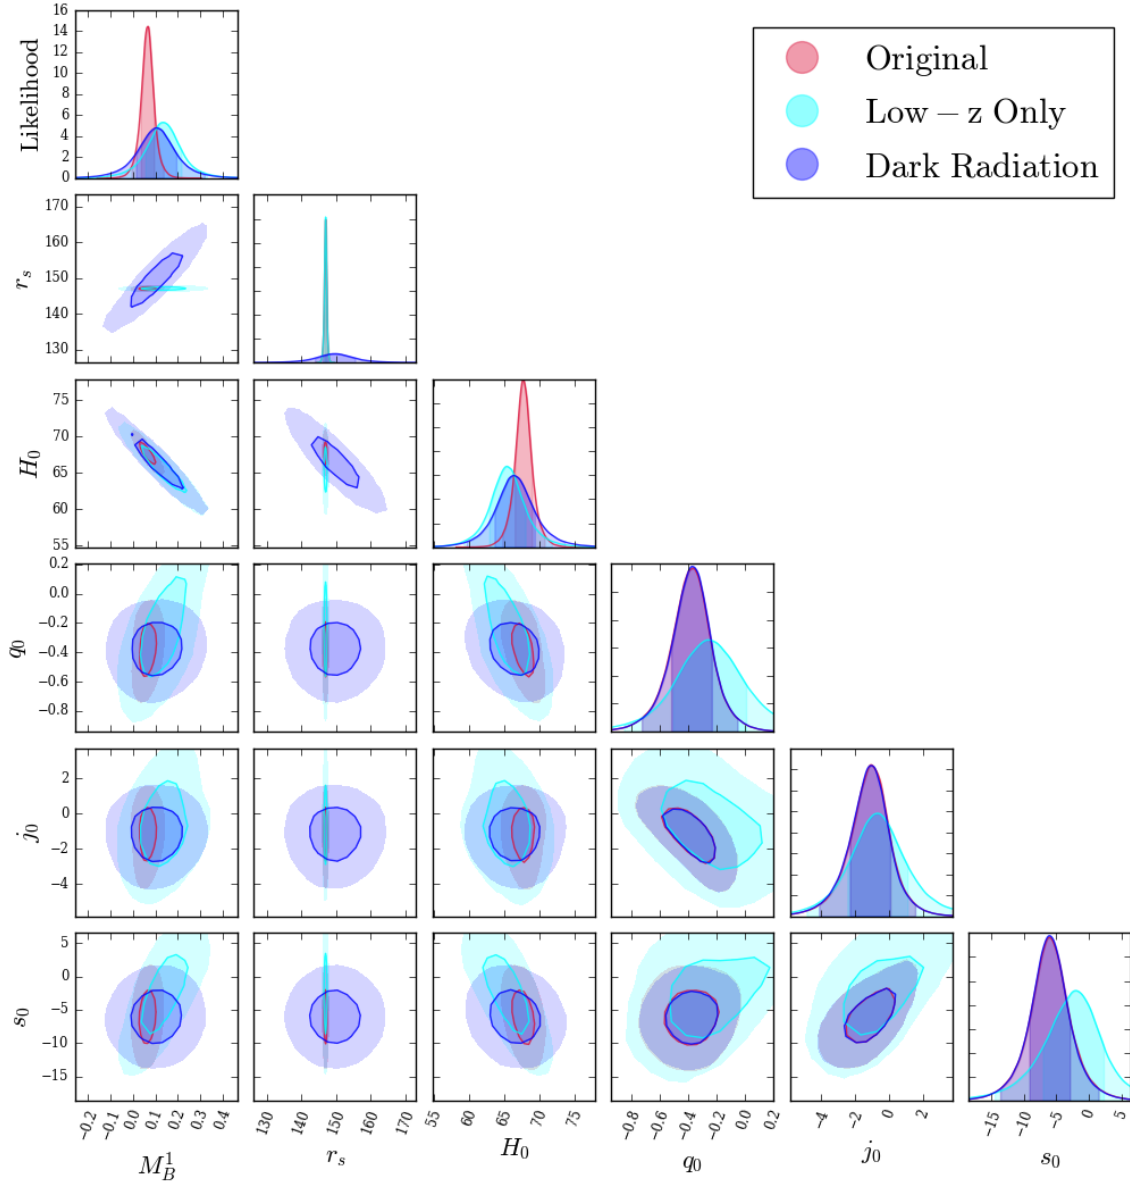 16
14
12
10
8
6
4
2
0
Likelihood
Original
Low – z Only
Dark Radiation
170
160
150
140
130
r_s
75
70
65
60
55
H_0
0.2
0.0
−0.2
−0.4
−0.6
−0.8
q_0
2
0
−2
−4
j_0
5
0
−5
−10
−15
s_0
−0.2 −0.1 0.0 0.1 0.2 0.3 0.4
130 140 150 160 170
55 60 65 70 75
−0.8 −0.6 −0.4 −0.2 0.0 0.2
−4 −2 0 2
−15 −10 −5 0 5
M_B^1 r_s H_0 q_0 j_0 s_0